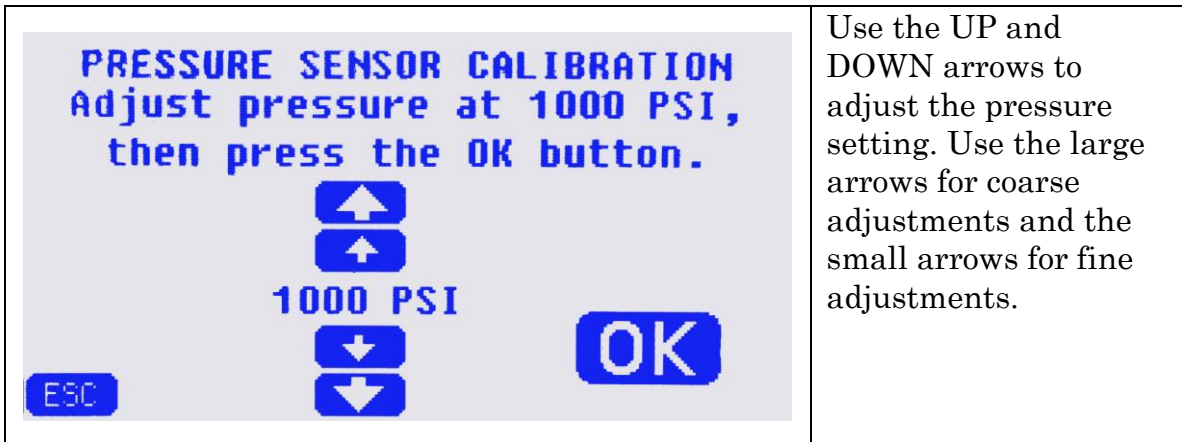 PRESSURE SENSOR CALIBRATION
Adjust pressure at 1000 PSI,
then press the OK button.
1000 PSI
OK
ESC
Use the UP and
DOWN arrows to
adjust the pressure
setting. Use the large
arrows for coarse
adjustments and the
small arrows for fine
adjustments.